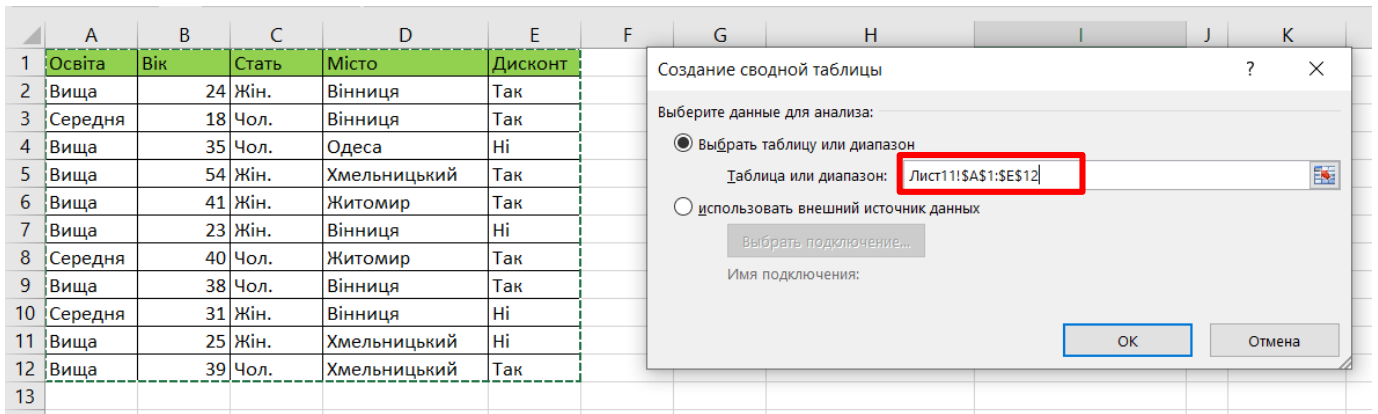 A B C D E F G H I J K
1 Освіта Вік Стать Місто Дисконт
2 Вища 24 Жін. Вінниця Так
3 Середня 18 Чол. Вінниця Так
4 Вища 35 Чол. Одеса Ні
5 Вища 54 Жін. Хмельницький Так
6 Вища 41 Жін. Житомир Так
7 Вища 23 Жін. Вінниця Ні
8 Середня 40 Чол. Житомир Так
9 Вища 38 Чол. Вінниця Так
10 Середня 31 Жін. Вінниця Ні
11 Вища 25 Жін. Хмельницький Ні
12 Вища 39 Чол. Хмельницький Так
13
Создание сводной таблицы ? ×
Выберите данные для анализа:
Выбрать таблицу или диапазон
Таблица или диапазон: Лист11!$A$1:$E$12
использовать внешний источник данных
Выбрать подключение...
Имя подключения:
ОК Отмена